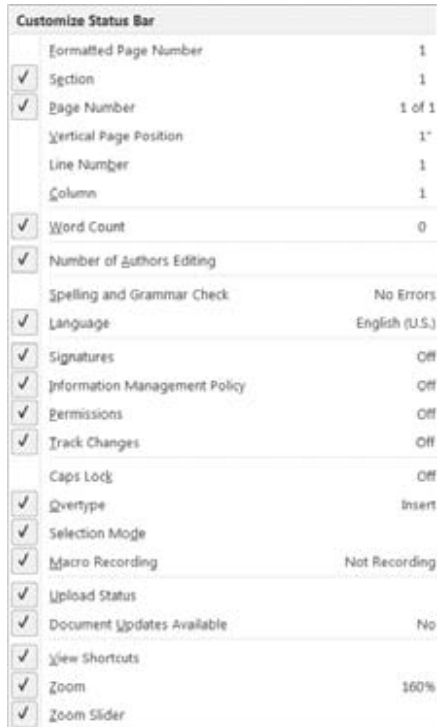 Customize Status Bar
Formatted Page Number 1
✓ Section 1
✓ Page Number 1 of 1
Vertical Page Position 1"
Line Number 1
Column 1
✓ Word Count 0
✓ Number of Authors Editing
Spelling and Grammar Check No Errors
✓ Language English (U.S.)
✓ Signatures Off
✓ Information Management Policy Off
✓ Permissions Off
✓ Track Changes Off
Caps Lock Off
✓ Overtype Insert
✓ Selection Mode
✓ Macro Recording Not Recording
✓ Upload Status
✓ Document Updates Available No
✓ View Shortcuts
✓ Zoom 160%
✓ Zoom Slider